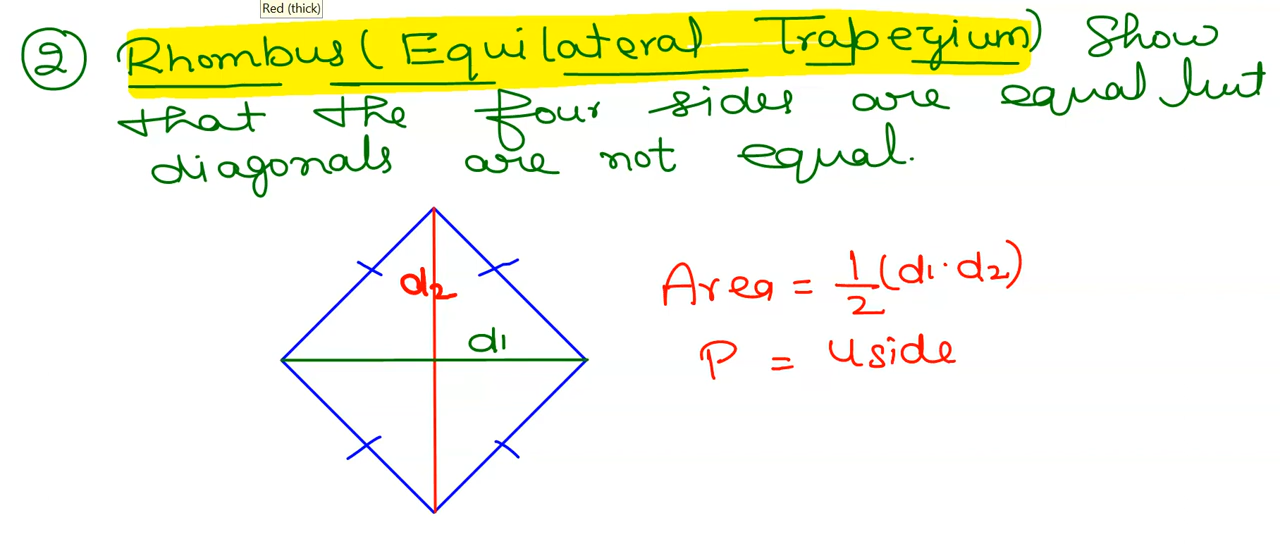 Red (thick)
2 Rhombus ( Equilateral Trapezium) Show
that the four sides are equal but
diagonals are not equal.
d2
d1
Area = 1/2 (d1·d2)
P = 4side